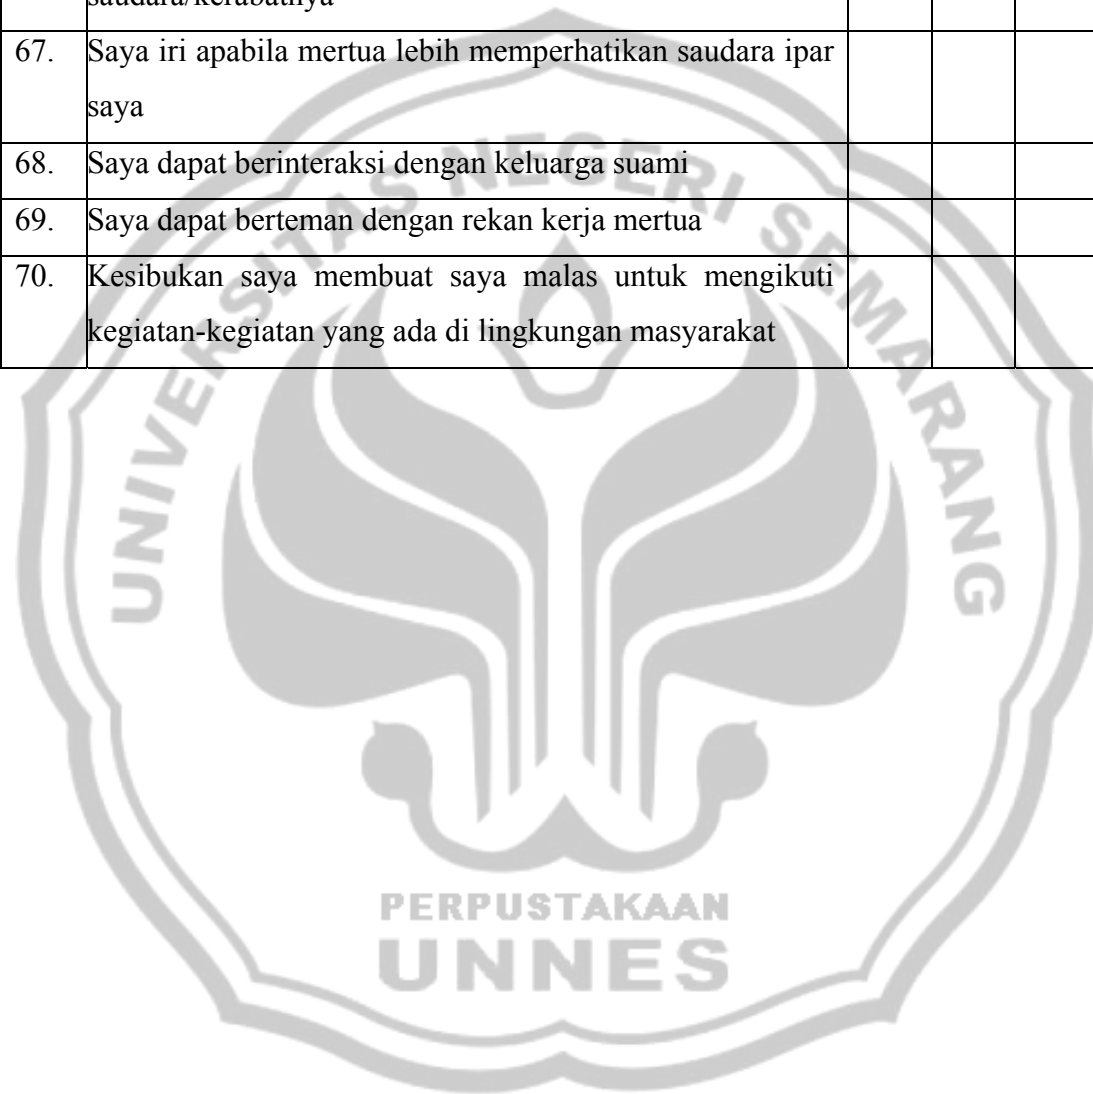 saudara/kerabatnya
67. Saya iri apabila mertua lebih memperhatikan saudara ipar
saya
68. Saya dapat berinteraksi dengan keluarga suami
69. Saya dapat berteman dengan rekan kerja mertua
70. Kesibukan saya membuat saya malas untuk mengikuti
kegiatan-kegiatan yang ada di lingkungan masyarakat
UNIVERSITAS NEGERI SEMARANG
PERPUSTAKAAN
UNNES